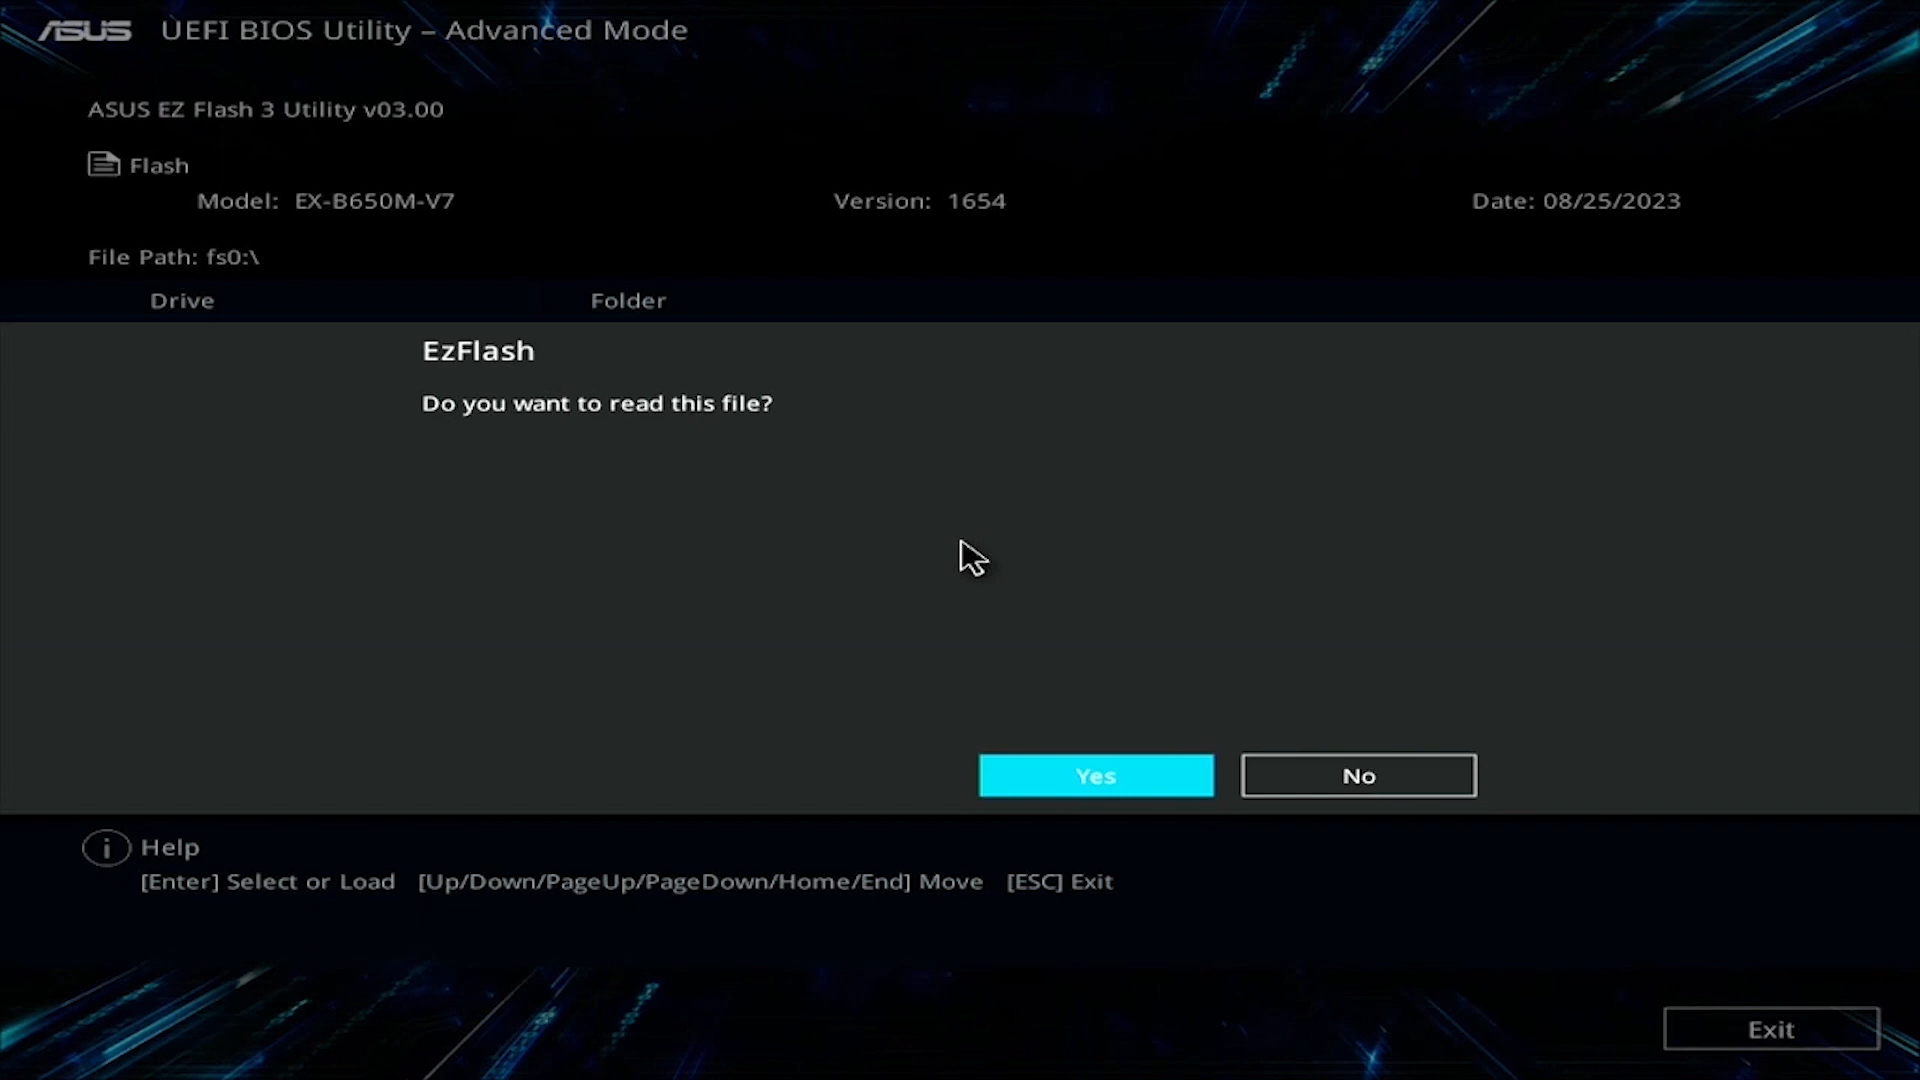 ASUS UEFI BIOS Utility – Advanced Mode
ASUS EZ Flash 3 Utility v03.00
Flash
Model: EX-B650M-V7 Version: 1654 Date: 08/25/2023
File Path: fs0:\
Drive Folder
EzFlash
Do you want to read this file?
Yes No
i Help
[Enter] Select or Load [Up/Down/PageUp/PageDown/Home/End] Move [ESC] Exit
Exit